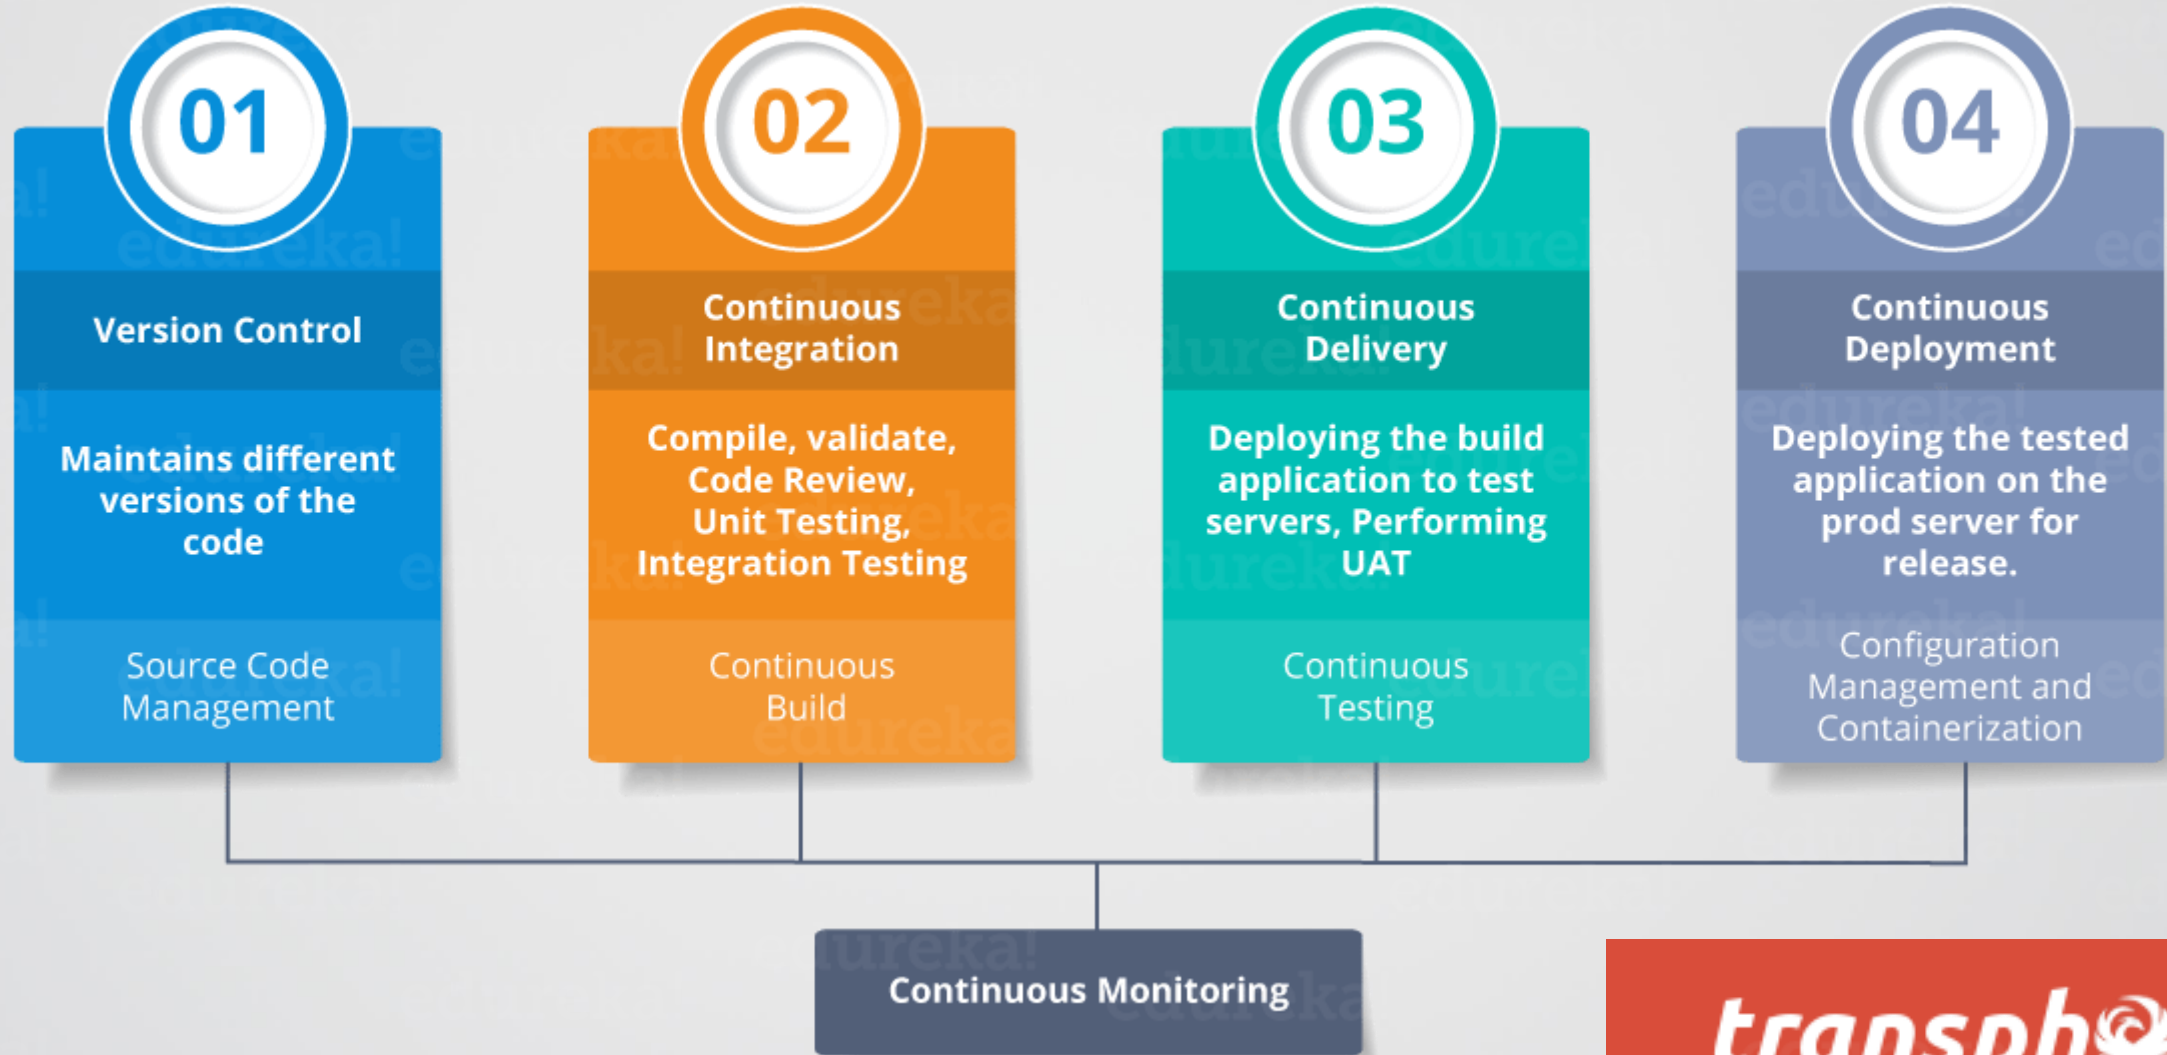 01
Version Control
Maintains different
versions of the
code
Source Code
Management
02
Continuous
Integration
Compile, validate,
Code Review,
Unit Testing,
Integration Testing
Continuous
Build
03
Continuous
Delivery
Deploying the build
application to test
servers, Performing
UAT
Continuous
Testing
04
Continuous
Deployment
Deploying the tested
application on the
prod server for
release.
Configuration
Management and
Containerization
Continuous Monitoring
edureka!